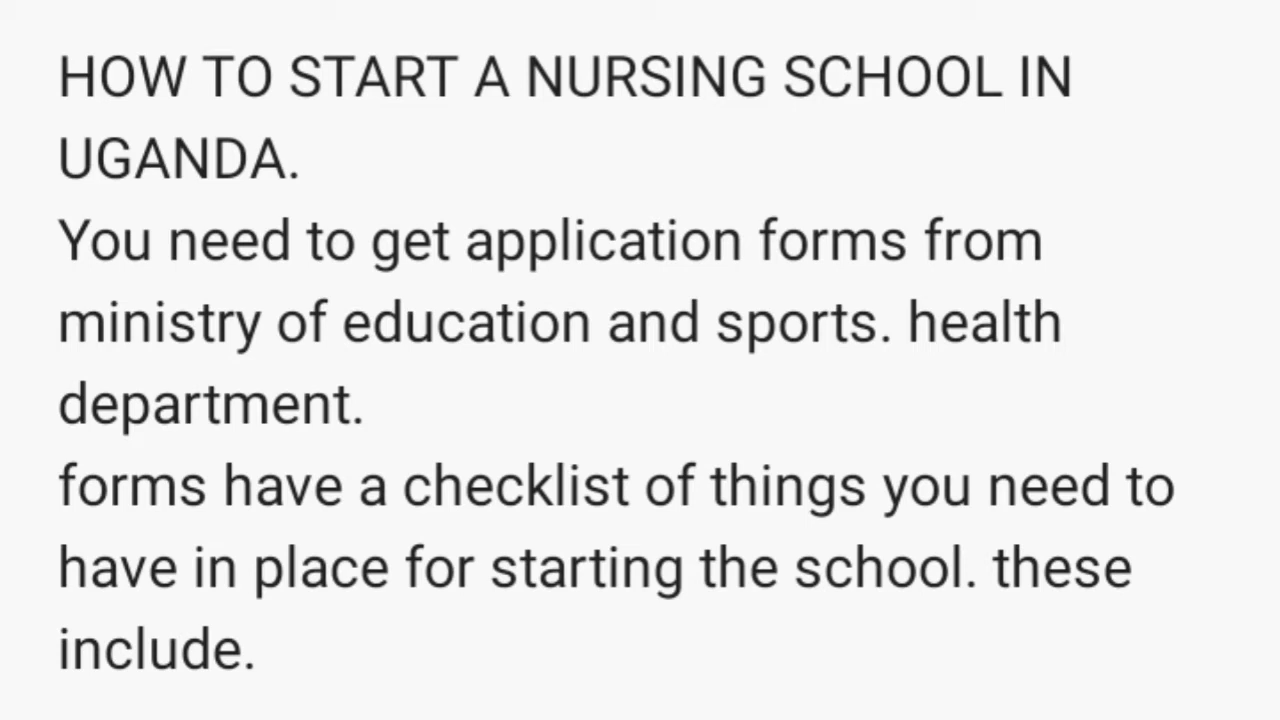 HOW TO START A NURSING SCHOOL IN
UGANDA.
You need to get application forms from
ministry of education and sports. health
department.
forms have a checklist of things you need to
have in place for starting the school. these
include.